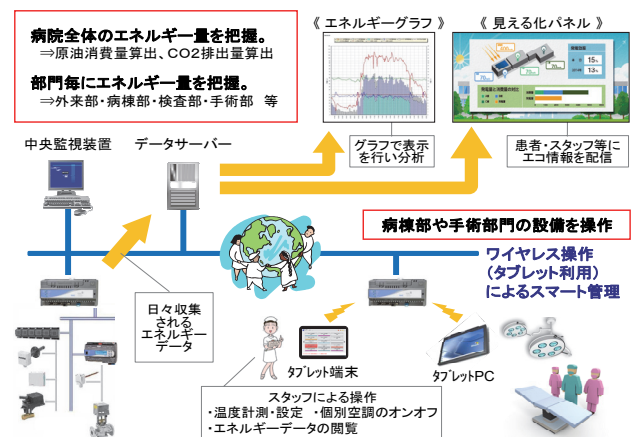 病院全体のエネルギー量を把握。
⇒原油消費量算出、CO2排出量算出
部門毎にエネルギー量を把握。
⇒外来部・病棟部・検査部・手術部　等
《 エネルギーグラフ 》
《 見える化パネル 》
グラフで表示
を行い分析
患者・スタッフ等に
エコ情報を配信
中央監視装置
データサーバー
病棟部や手術部門の設備を操作
ワイヤレス操作
（タブレット利用）
によるスマート管理
日々収集
される
エネルギー
データ
タブレット端末
タブレットPC
スタッフによる操作
・温度計測・設定　・個別空調のオンオフ
・エネルギーデータの閲覧